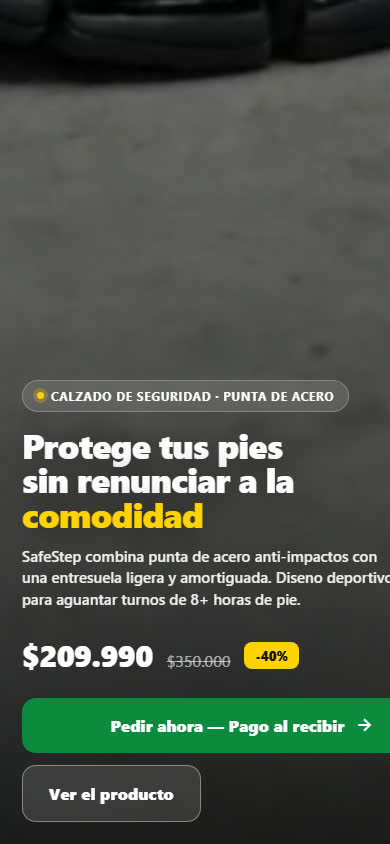 CALZADO DE SEGURIDAD · PUNTA DE ACERO
Protege tus pies
sin renunciar a la
comodidad
SafeStep combina punta de acero anti-impactos con
una entresuela ligera y amortiguada. Diseno deportivo
para aguantar turnos de 8+ horas de pie.
$209.990 $350.000 -40%
Pedir ahora — Pago al recibir →
Ver el producto